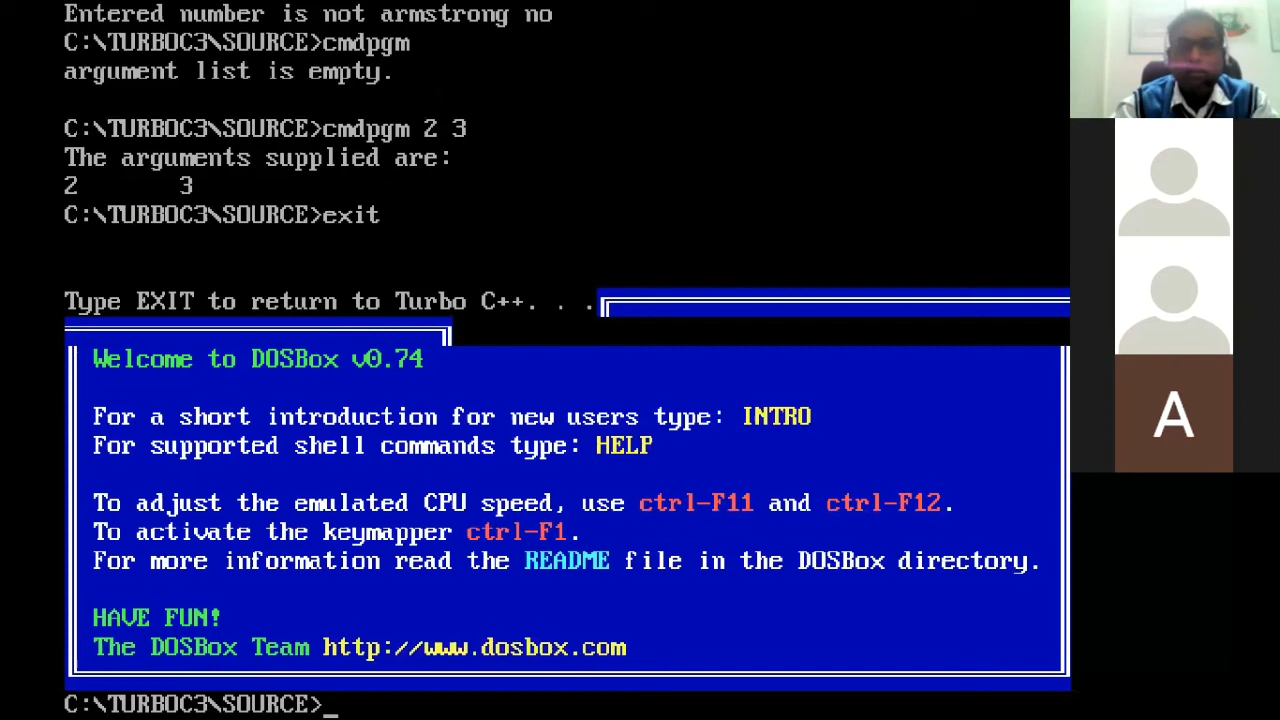 Entered number is not armstrong no
C:\TURBOC3\SOURCE>cmdpgm
argument list is empty.
C:\TURBOC3\SOURCE>cmdpgm 2 3
The arguments supplied are:
2 3
C:\TURBOC3\SOURCE>exit
Type EXIT to return to Turbo C++. . .
Welcome to DOSBox v0.74
For a short introduction for new users type: INTRO
For supported shell commands type: HELP
To adjust the emulated CPU speed, use ctrl-F11 and ctrl-F12.
To activate the keymapper ctrl-F1.
For more information read the README file in the DOSBox directory.
HAVE FUN!
The DOSBox Team http://www.dosbox.com
C:\TURBOC3\SOURCE>_
A